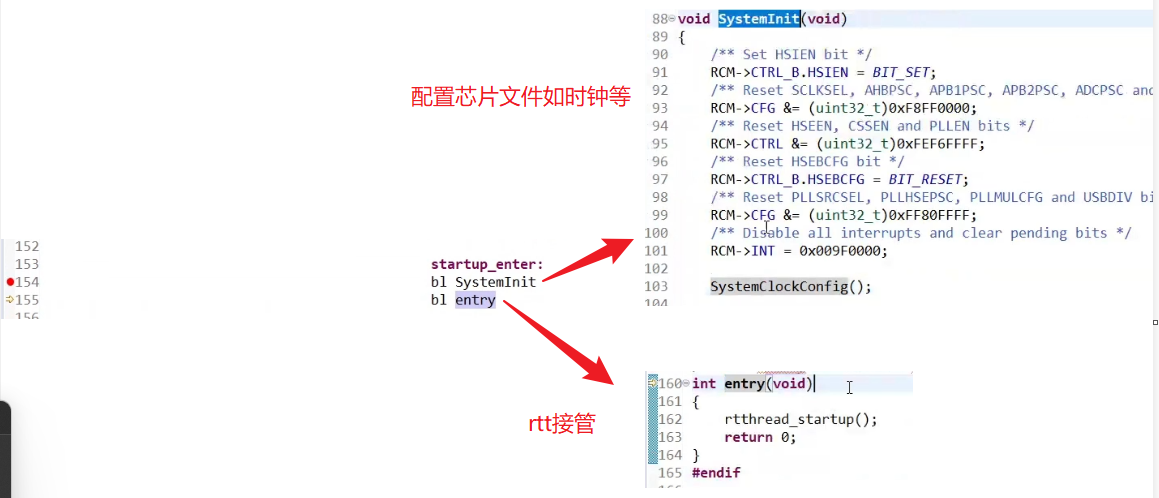 88 void SystemInit(void)
89 {
90 /** Set HSIEN bit */
91 RCM->CTRL_B.HSIEN = BIT_SET;
92 /** Reset SCLKSEL, AHBPSC, APB1PSC, APB2PSC, ADCPSC and
93 RCM->CFG &= (uint32_t)0xF8FF0000;
94 /** Reset HSEEN, CSSEN and PLLEN bits */
95 RCM->CTRL &= (uint32_t)0xFEF6FFFF;
96 /** Reset HSEBCFG bit */
97 RCM->CTRL_B.HSEBCFG = BIT_RESET;
98 /** Reset PLLSRCSEL, PLLHSEPSC, PLLMULCFG and USBDIV bi
99 RCM->CFG &= (uint32_t)0xFF80FFFF;
100 /** Disable all interrupts and clear pending bits */
101 RCM->INT = 0x009F0000;
102
103 SystemClockConfig();
104
配置芯片文件如时钟等
152
153
154
155
156
startup_enter:
bl SystemInit
bl entry
160 int entry(void)
161 {
162 rtthread_startup();
163 return 0;
164 }
165 #endif
rtt接管